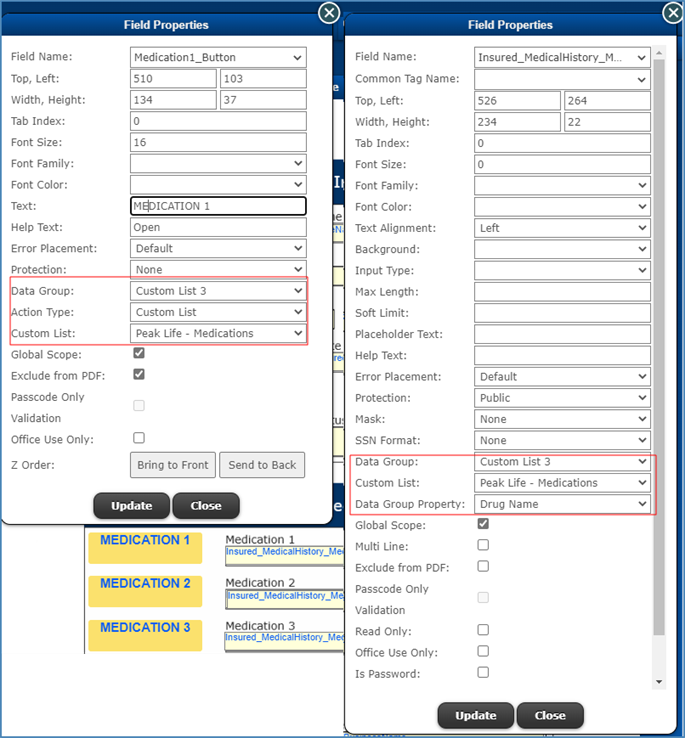 Field Properties
Field Name: Medication1_Button
Top, Left: 510 103
Width, Height: 134 37
Tab Index: 0
Font Size: 16
Font Family:
Font Color:
Text: MEDICATION 1
Help Text: Open
Error Placement: Default
Protection: None
Data Group: Custom List 3
Action Type: Custom List
Custom List: Peak Life - Medications
Global Scope:
Exclude from PDF:
Passcode Only
Validation
Office Use Only:
Z Order: Bring to Front Send to Back
Update Close
MEDICATION 1 Medication 1
Insured_MedicalHistory_Med
MEDICATION 2 Medication 2
Insured_MedicalHistory_Me
MEDICATION 3 Medication 3
Insured_MedicalHistory_Med
Field Properties
Field Name: Insured_MedicalHistory_M...
Common Tag Name:
Top, Left: 526 264
Width, Height: 234 22
Tab Index: 0
Font Size: 0
Font Family:
Font Color:
Text Alignment: Left
Background:
Input Type:
Max Length:
Soft Limit:
Placeholder Text:
Help Text:
Error Placement: Default
Protection: Public
Mask: None
SSN Format: None
Data Group: Custom List 3
Custom List: Peak Life - Medications
Data Group Property: Drug Name
Global Scope:
Multi Line:
Exclude from PDF:
Passcode Only
Validation
Read Only:
Office Use Only:
Is Password:
Update Close